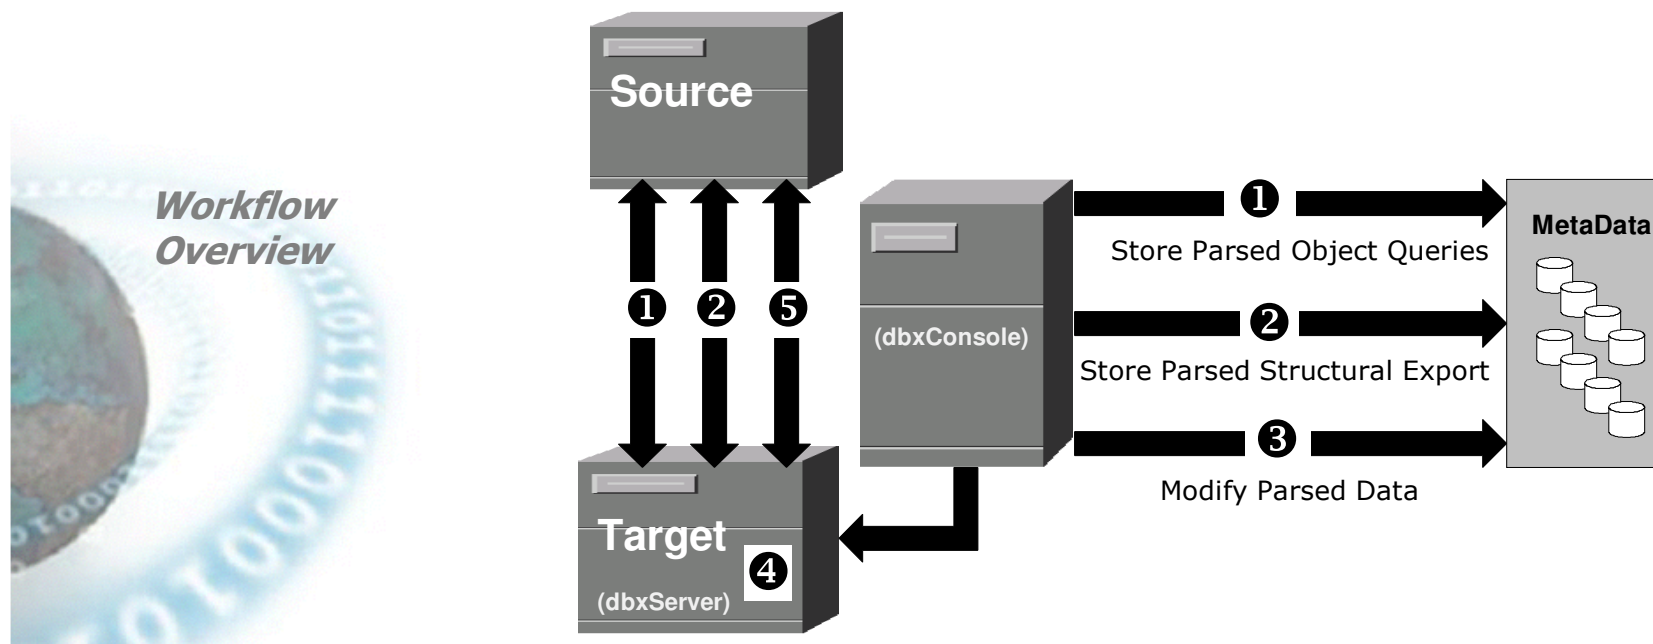 Workflow
Overview
Source
❶ ❷ ❺
Target
❹
(dbxServer)
(dbxConsole)
❶
Store Parsed Object Queries
❷
Store Parsed Structural Export
❸
Modify Parsed Data
MetaData